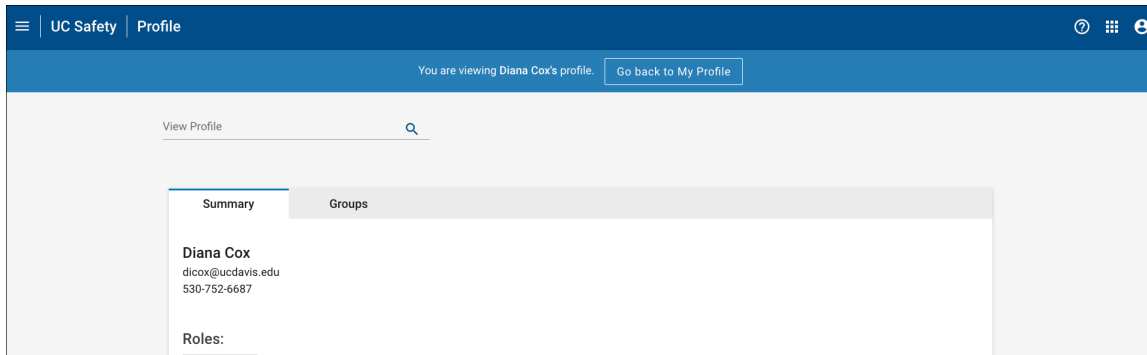 UC Safety Profile
You are viewing Diana Cox's profile. Go back to My Profile
View Profile
Summary Groups
Diana Cox
dicox@ucdavis.edu
530-752-6687
Roles: